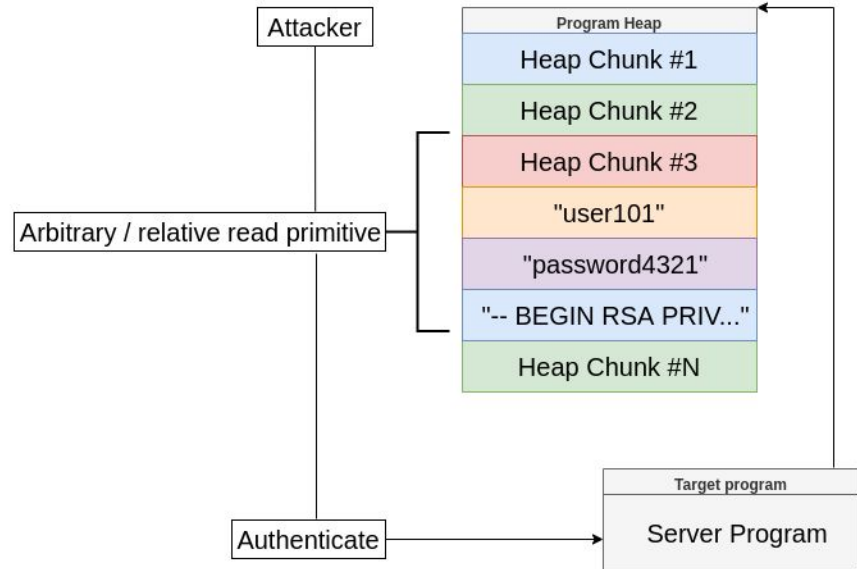 Attacker
Program Heap
Heap Chunk #1
Heap Chunk #2
Heap Chunk #3
Arbitrary / relative read primitive
"user101"
"password4321"
"-- BEGIN RSA PRIV..."
Heap Chunk #N
Target program
Authenticate
Server Program